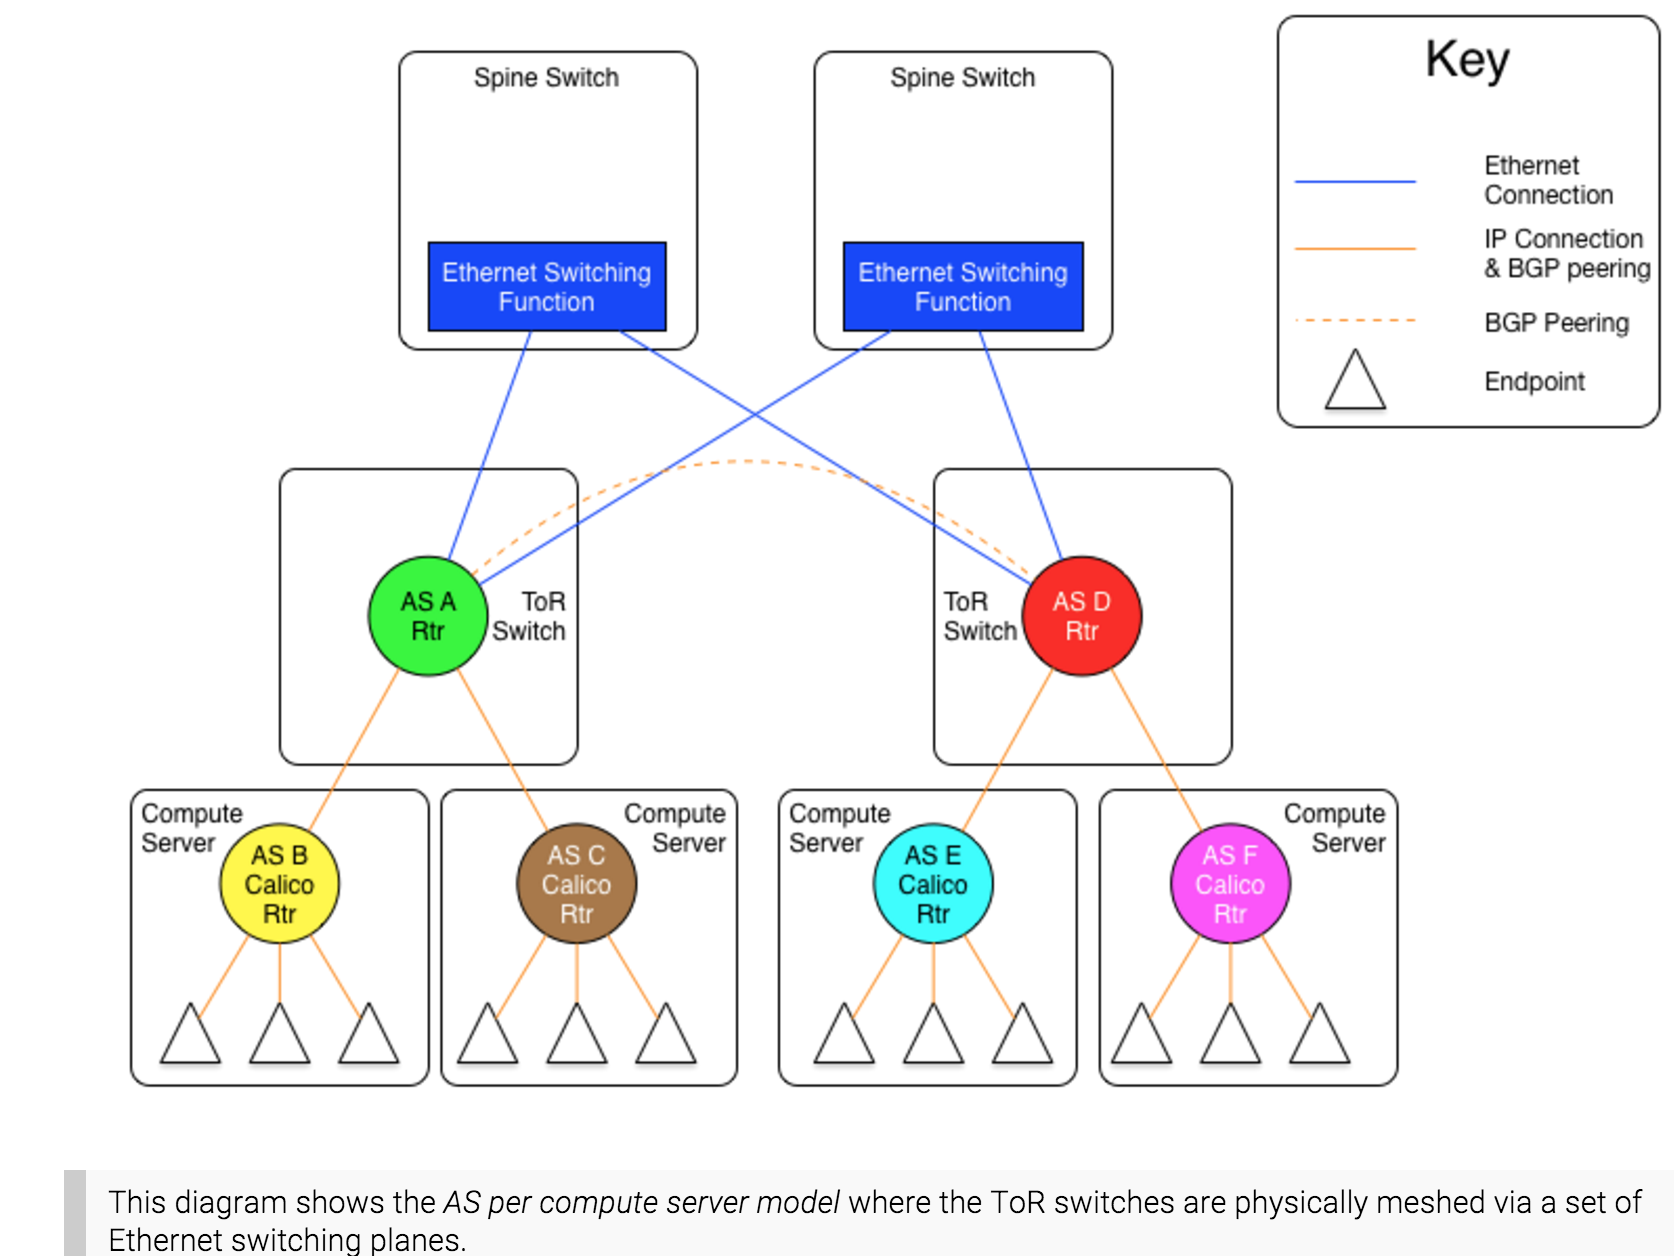 Spine Switch
Spine Switch
Key
Ethernet
Connection
IP Connection
& BGP peering
BGP Peering
Endpoint
Ethernet Switching
Function
Ethernet Switching
Function
AS A
Rtr
ToR
Switch
ToR
Switch
AS D
Rtr
Compute
Server
AS B
Calico
Rtr
Compute
Server
AS C
Calico
Rtr
Compute
Server
AS E
Calico
Rtr
Compute
Server
AS F
Calico
Rtr
This diagram shows the AS per compute server model where the ToR switches are physically meshed via a set of
Ethernet switching planes.